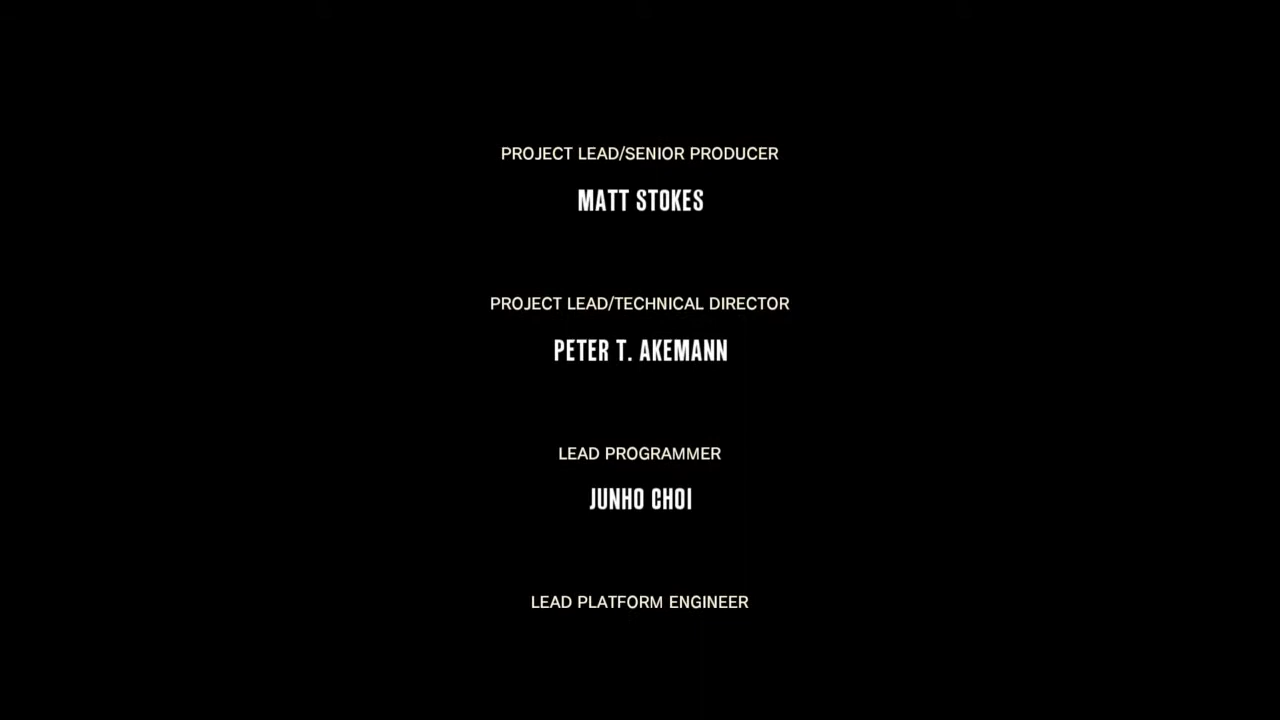 PROJECT LEAD/SENIOR PRODUCER
MATT STOKES
PROJECT LEAD/TECHNICAL DIRECTOR
PETER T. AKEMANN
LEAD PROGRAMMER
JUNHO CHOI
LEAD PLATFORM ENGINEER